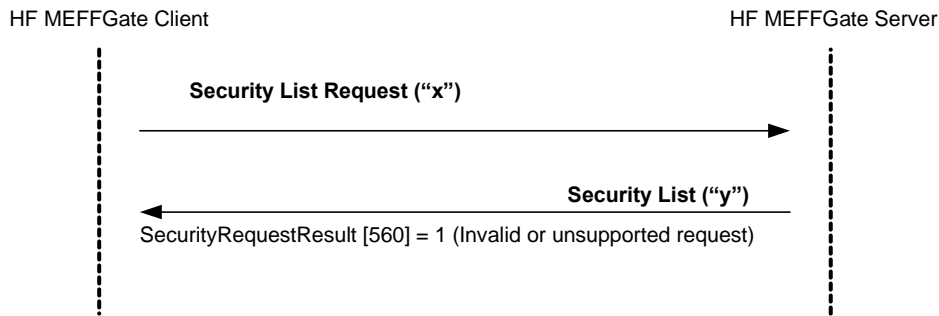 HF MEFFGate Client
HF MEFFGate Server
Security List Request (“x”)
Security List (“y”)
SecurityRequestResult [560] = 1 (Invalid or unsupported request)